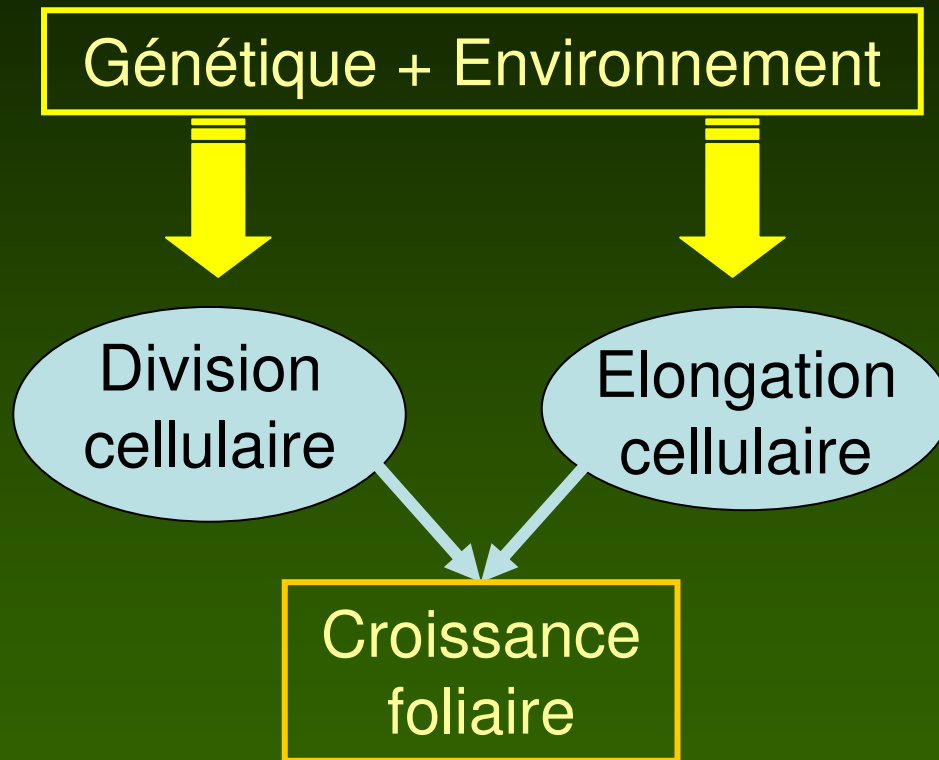 Génétique + Environnement
Division
cellulaire
Elongation
cellulaire
Croissance
foliaire